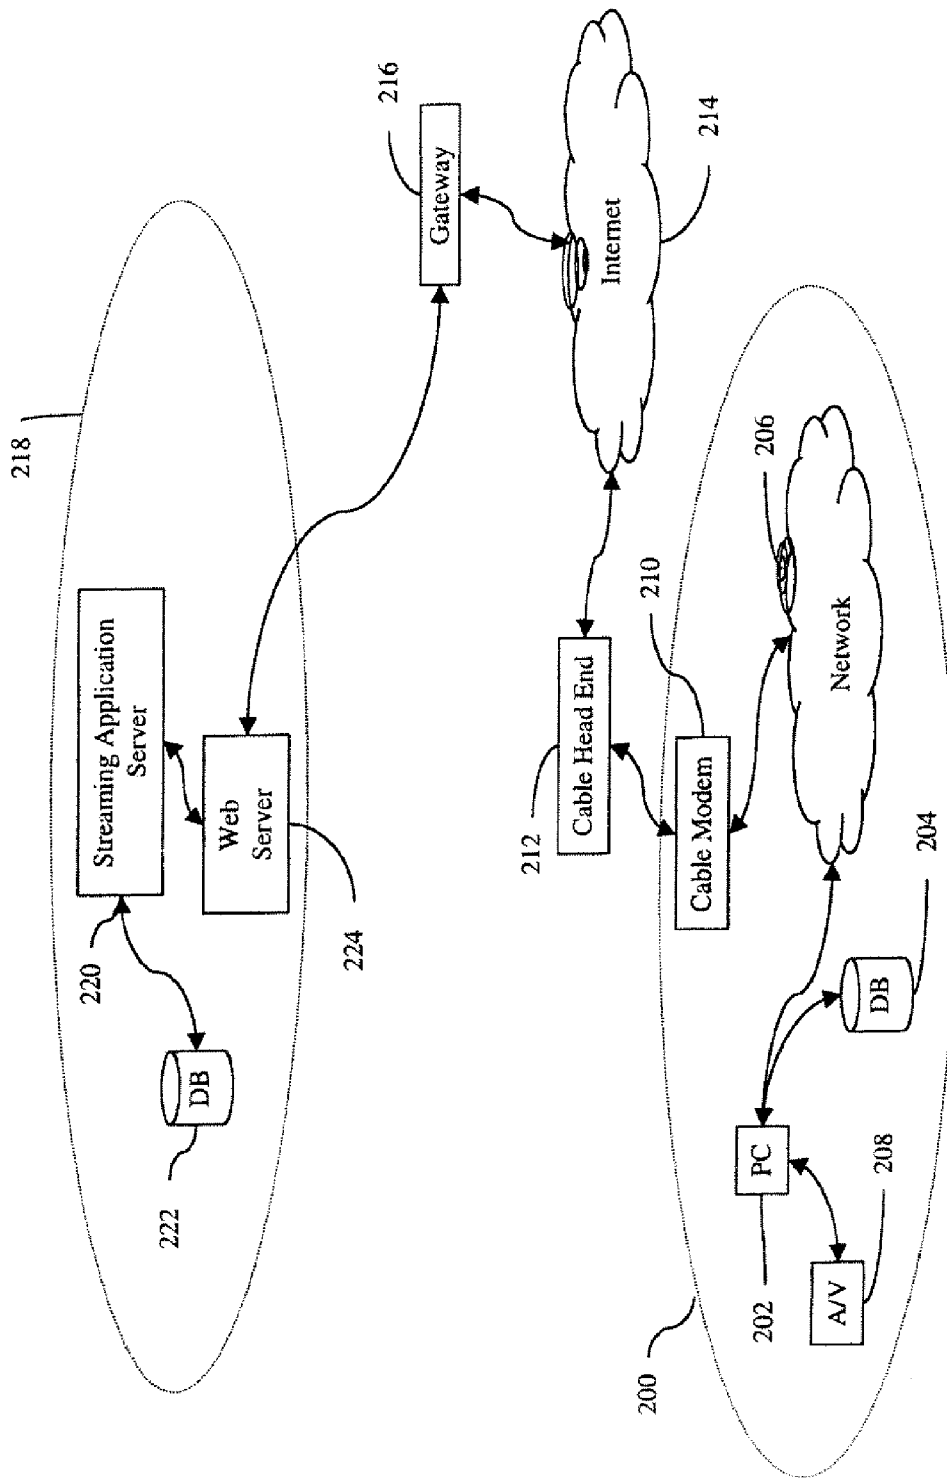 218
Streaming Application
Server
220
DB
222
Web
Server
224
Gateway
216
Internet
214
Cable Head End
212
210
Cable Modem
206
Network
204
DB
PC
202
A/V
208
200